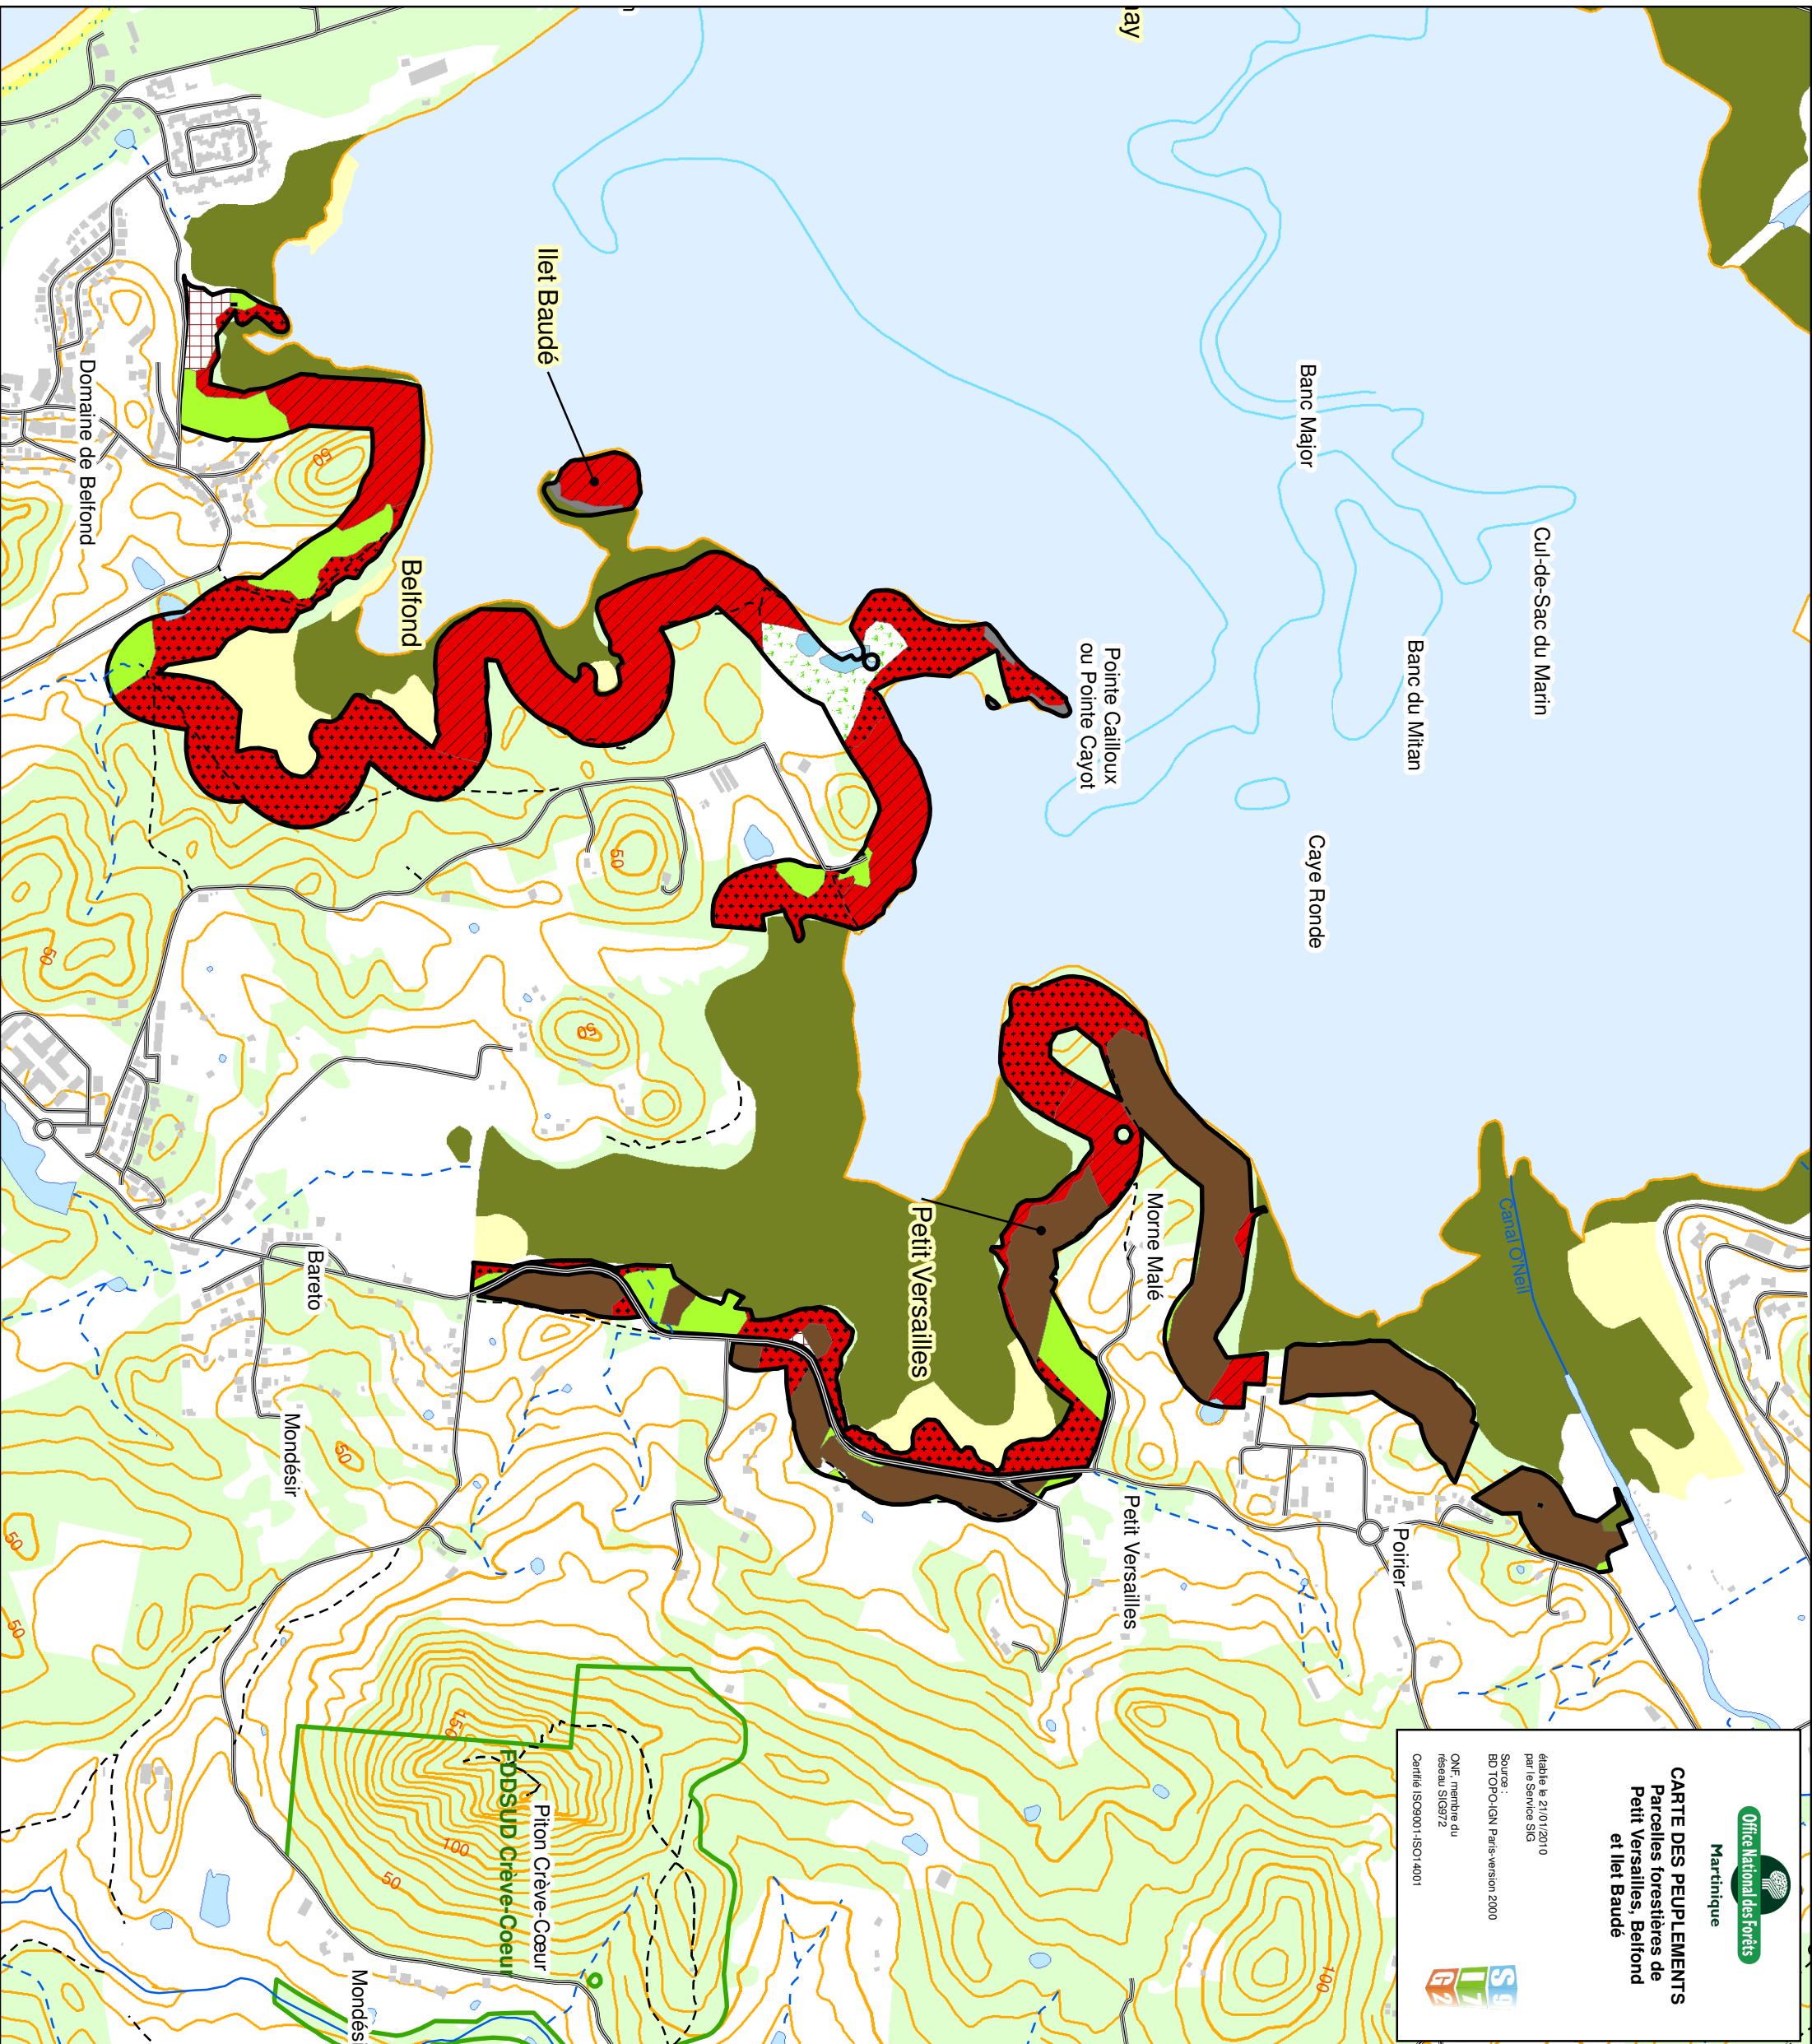 Office National des Forêts
Martinique
CARTE DES PEUPLEMENTS
Parcelles forestières de
Petit Versailles, Belfond
et Ilet Baudé
établie le 21/01/2010
par le Service SIG
Source :
BD TOPO-IGN Paris-version 2000
ONF, membre du
réseau SIG972
Certifié ISO9001-ISO14001
Cul-de-Sac du Marin
Banc du Mitan
Banc Major
Caye Ronde
Pointe Cailloux
ou Pointe Cayot
Canal O'Neil
Poirier
Morne Malé
Petit Versailles
Petit Versailles
Ilet Baudé
Belfond
Domaine de Belfond
Bareto
Mondésir
Piton Crève-Cœur
FDDSUD Crève-Coeur
Mondés
ay
50
50
50
50
50
50
50
150
100
50
100